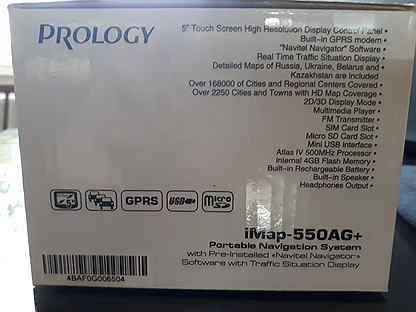 PROLOGY
5" Touch Screen High Resolution Display Control Panel •
Built-in GPRS modem •
"Navitel Navigator" Software •
Real Time Traffic Situation Display •
Detailed Maps of Russia, Ukraine, Belarus and •
Kazakhstan are Included
Over 168000 of Cities and Regional Centers Covered •
Over 2250 Cities and Towns with HD Map Coverage •
2D/3D Display Mode •
Multimedia Player •
FM Transmitter •
SIM Card Slot •
Micro SD Card Slot •
Mini USB Interface •
Atlas IV 500MHz Processor •
Internal 4GB Flash Memory •
Built-in Rechargeable Battery •
Built-in Speaker •
Headphones Output •
GPRS
USB
micro
SD
iMap-550AG+
Portable Navigation System
with Pre-Installed «Navitel Navigator»
Software with Traffic Situation Display
4BAF0G006504